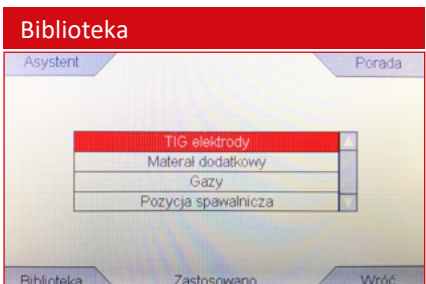 Biblioteka
Asystent Porada
TIG elektrody
Materał dodatkowy
Gazy
Pozycja spawalnicza
Biblioteka Zastosowano Wróć